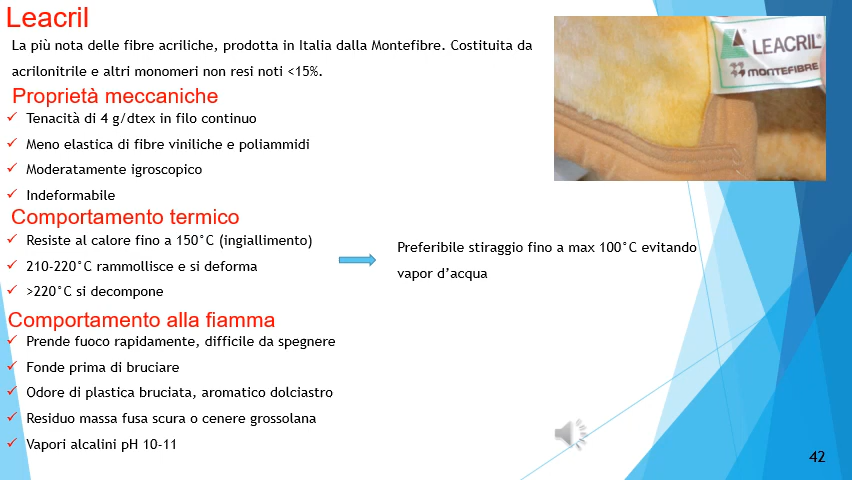 Leacril
La più nota delle fibre acriliche, prodotta in Italia dalla Montefibre. Costituita da
acrilonitrile e altri monomeri non resi noti <15%.
LEACRIL
MONTEFIBRE
Proprietà meccaniche
Tenacità di 4 g/dtex in filo continuo
Meno elastica di fibre viniliche e poliammidi
Moderatamente igroscopico
Indeformabile
Comportamento termico
Resiste al calore fino a 150°C (ingiallimento)
210-220°C rammollisce e si deforma
>220°C si decompone
Preferibile stiraggio fino a max 100°C evitando
vapor d’acqua
Comportamento alla fiamma
Prende fuoco rapidamente, difficile da spegnere
Fonde prima di bruciare
Odore di plastica bruciata, aromatico dolciastro
Residuo massa fusa scura o cenere grossolana
Vapori alcalini pH 10-11
42